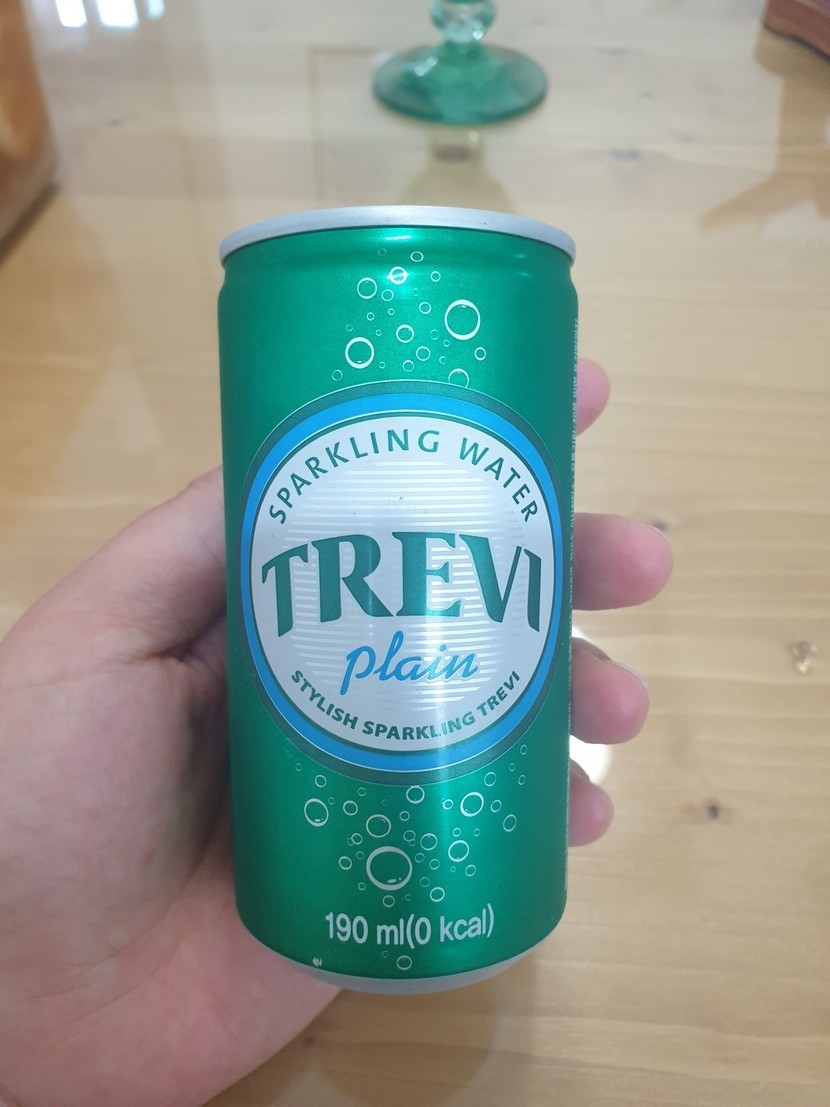 SPARKLING WATER
TREVI
plain
STYLISH SPARKLING TREVI
190 ml(0 kcal)